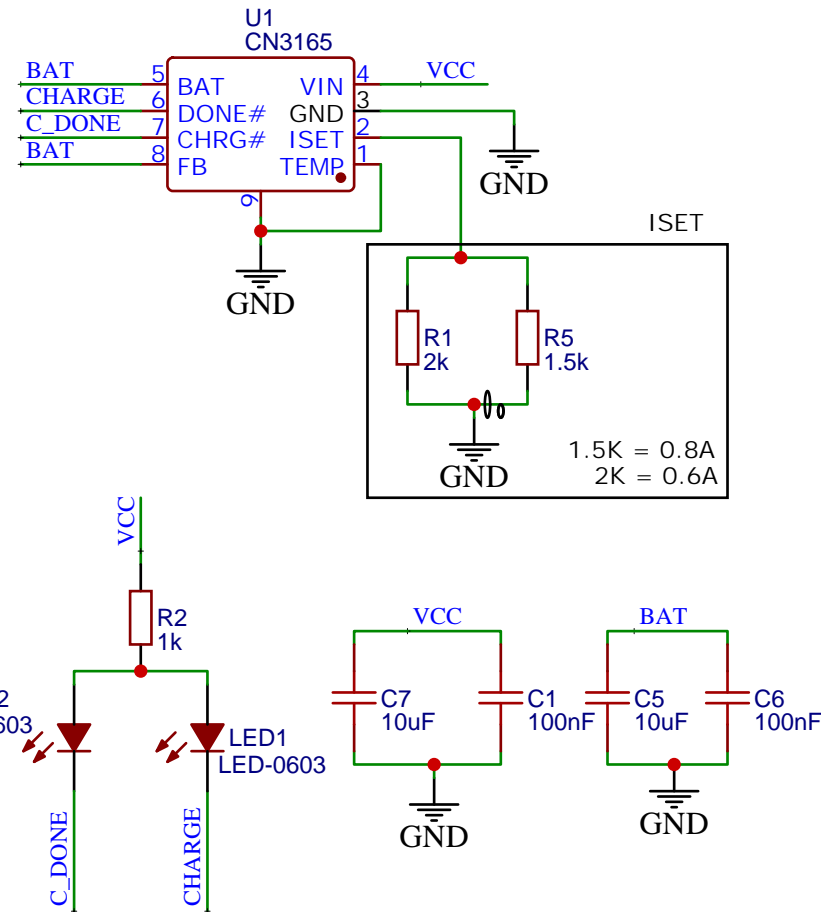 U1
CN3165
BAT
CHARGE
C_DONE
BAT
5
6
7
8
BAT
DONE#
CHRG#
FB
VIN
GND
ISET
TEMP
4
3
2
1
9
VCC
GND
GND
ISET
R1
2k
R5
1.5k
GND
1.5K = 0.8A
2K = 0.6A
VCC
R2
1k
2
603
LED1
LED-0603
C_DONE
CHARGE
VCC
C7
10uF
C1
100nF
GND
BAT
C5
10uF
C6
100nF
GND